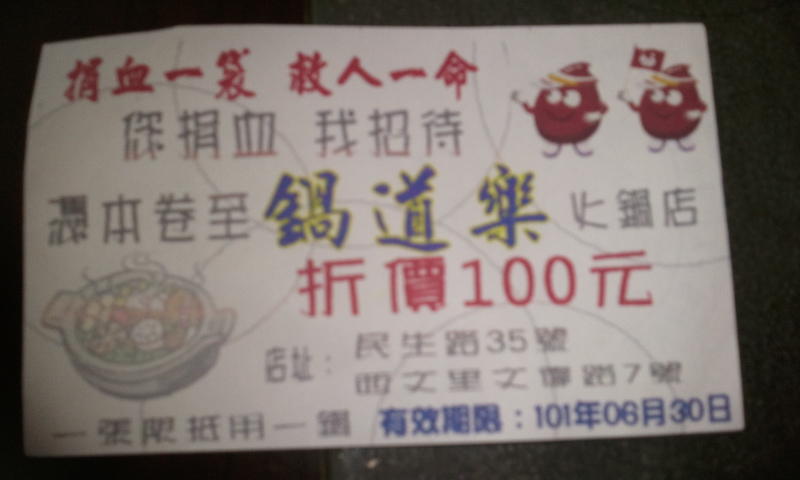 捐血一袋 救人一命
您捐血 我招待
憑本卷至鍋道樂火鍋店
折價100元
店址：民生路35號
西文里文偉路7號
一張限抵用一鍋
有效期限：101年06月30日